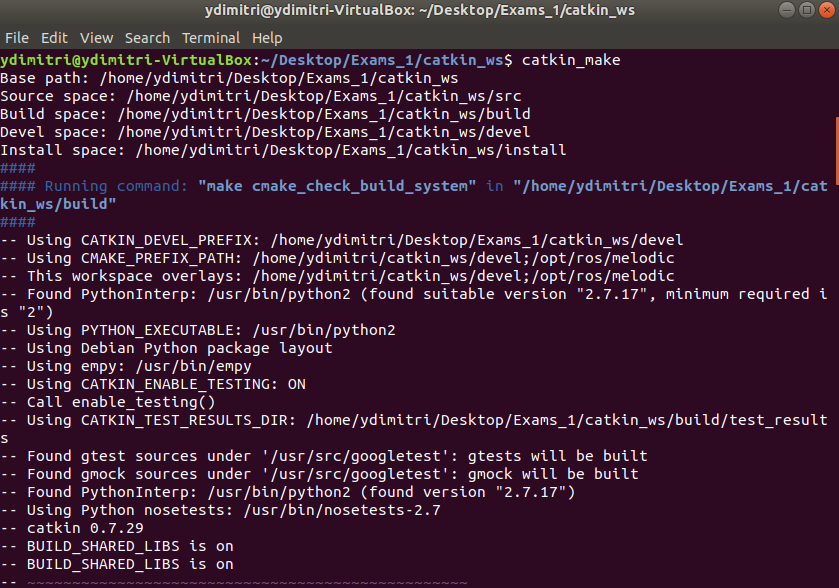 ydimitri@ydimitri-VirtualBox: ~/Desktop/Exams_1/catkin_ws
File Edit View Search Terminal Help
ydimitri@ydimitri-VirtualBox:~/Desktop/Exams_1/catkin_ws$ catkin_make
Base path: /home/ydimitri/Desktop/Exams_1/catkin_ws
Source space: /home/ydimitri/Desktop/Exams_1/catkin_ws/src
Build space: /home/ydimitri/Desktop/Exams_1/catkin_ws/build
Devel space: /home/ydimitri/Desktop/Exams_1/catkin_ws/devel
Install space: /home/ydimitri/Desktop/Exams_1/catkin_ws/install
####
#### Running command: "make cmake_check_build_system" in "/home/ydimitri/Desktop/Exams_1/cat
kin_ws/build"
####
-- Using CATKIN_DEVEL_PREFIX: /home/ydimitri/Desktop/Exams_1/catkin_ws/devel
-- Using CMAKE_PREFIX_PATH: /home/ydimitri/catkin_ws/devel;/opt/ros/melodic
-- This workspace overlays: /home/ydimitri/catkin_ws/devel;/opt/ros/melodic
-- Found PythonInterp: /usr/bin/python2 (found suitable version "2.7.17", minimum required i
s "2")
-- Using PYTHON_EXECUTABLE: /usr/bin/python2
-- Using Debian Python package layout
-- Using empy: /usr/bin/empy
-- Using CATKIN_ENABLE_TESTING: ON
-- Call enable_testing()
-- Using CATKIN_TEST_RESULTS_DIR: /home/ydimitri/Desktop/Exams_1/catkin_ws/build/test_result
s
-- Found gtest sources under '/usr/src/googletest': gtests will be built
-- Found gmock sources under '/usr/src/googletest': gmock will be built
-- Found PythonInterp: /usr/bin/python2 (found version "2.7.17")
-- Using Python nosetests: /usr/bin/nosetests-2.7
-- catkin 0.7.29
-- BUILD_SHARED_LIBS is on
-- BUILD_SHARED_LIBS is on
-- ~~~~~~~~~~~~~~~~~~~~~~~~~~~~~~~~~~~~~~~~~~~~~~~~~